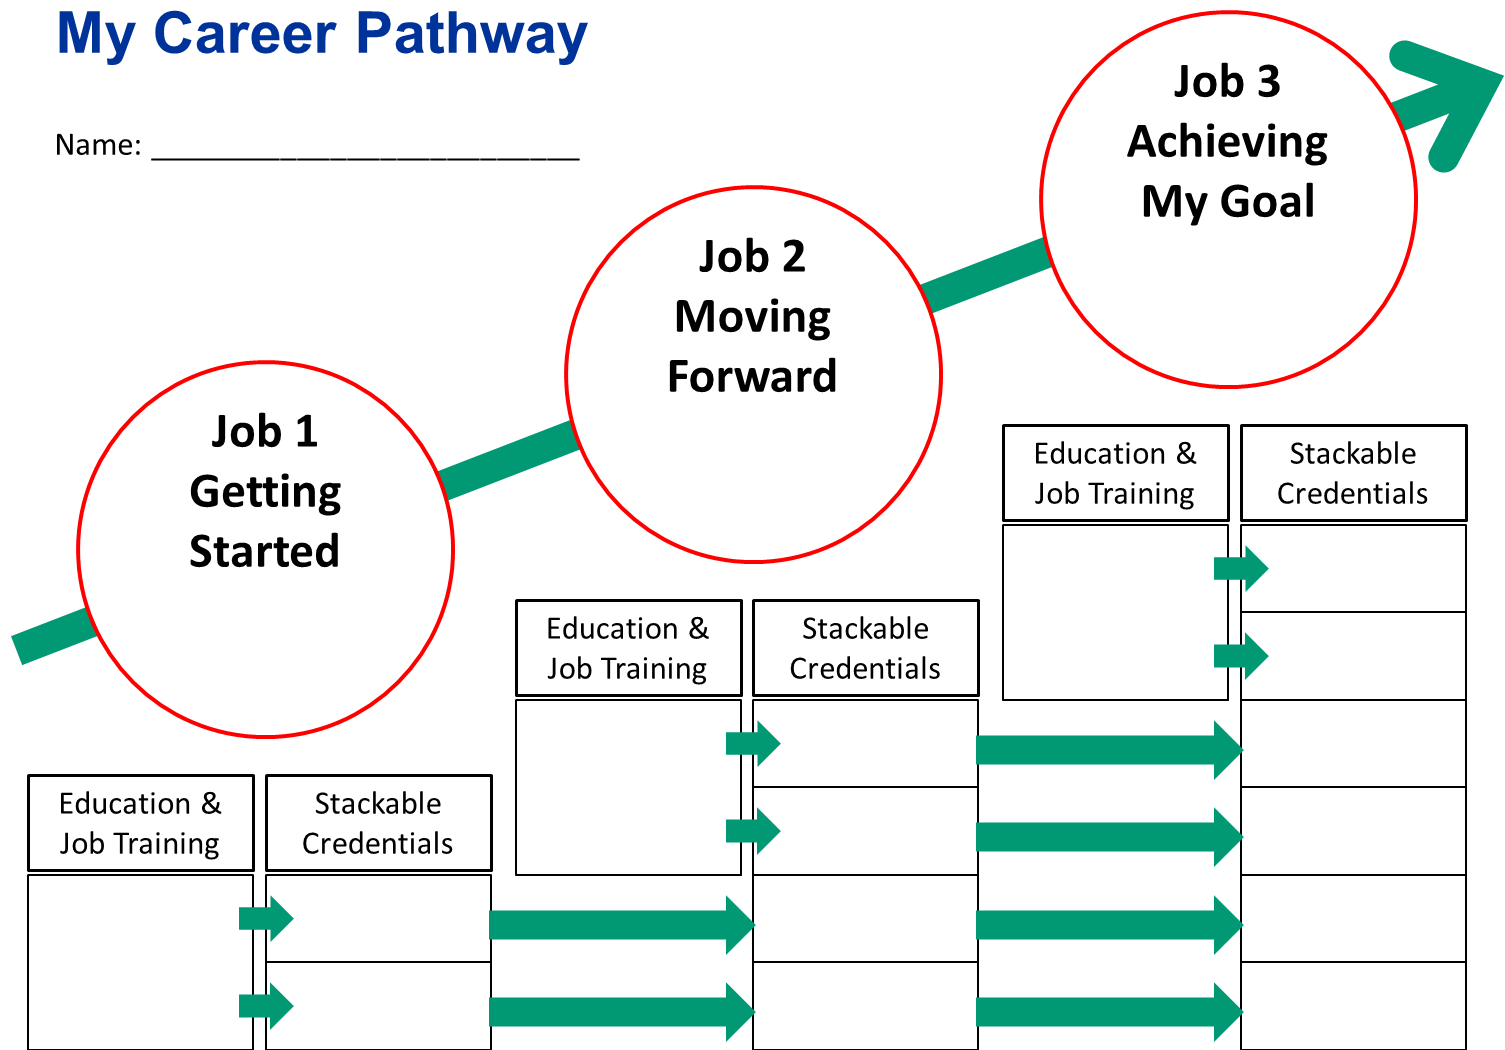 My Career Pathway
Name: ____________________________
Job 1
Getting
Started
Job 2
Moving
Forward
Job 3
Achieving
My Goal
Education &
Job Training
Stackable
Credentials
Education &
Job Training
Stackable
Credentials
Education &
Job Training
Stackable
Credentials